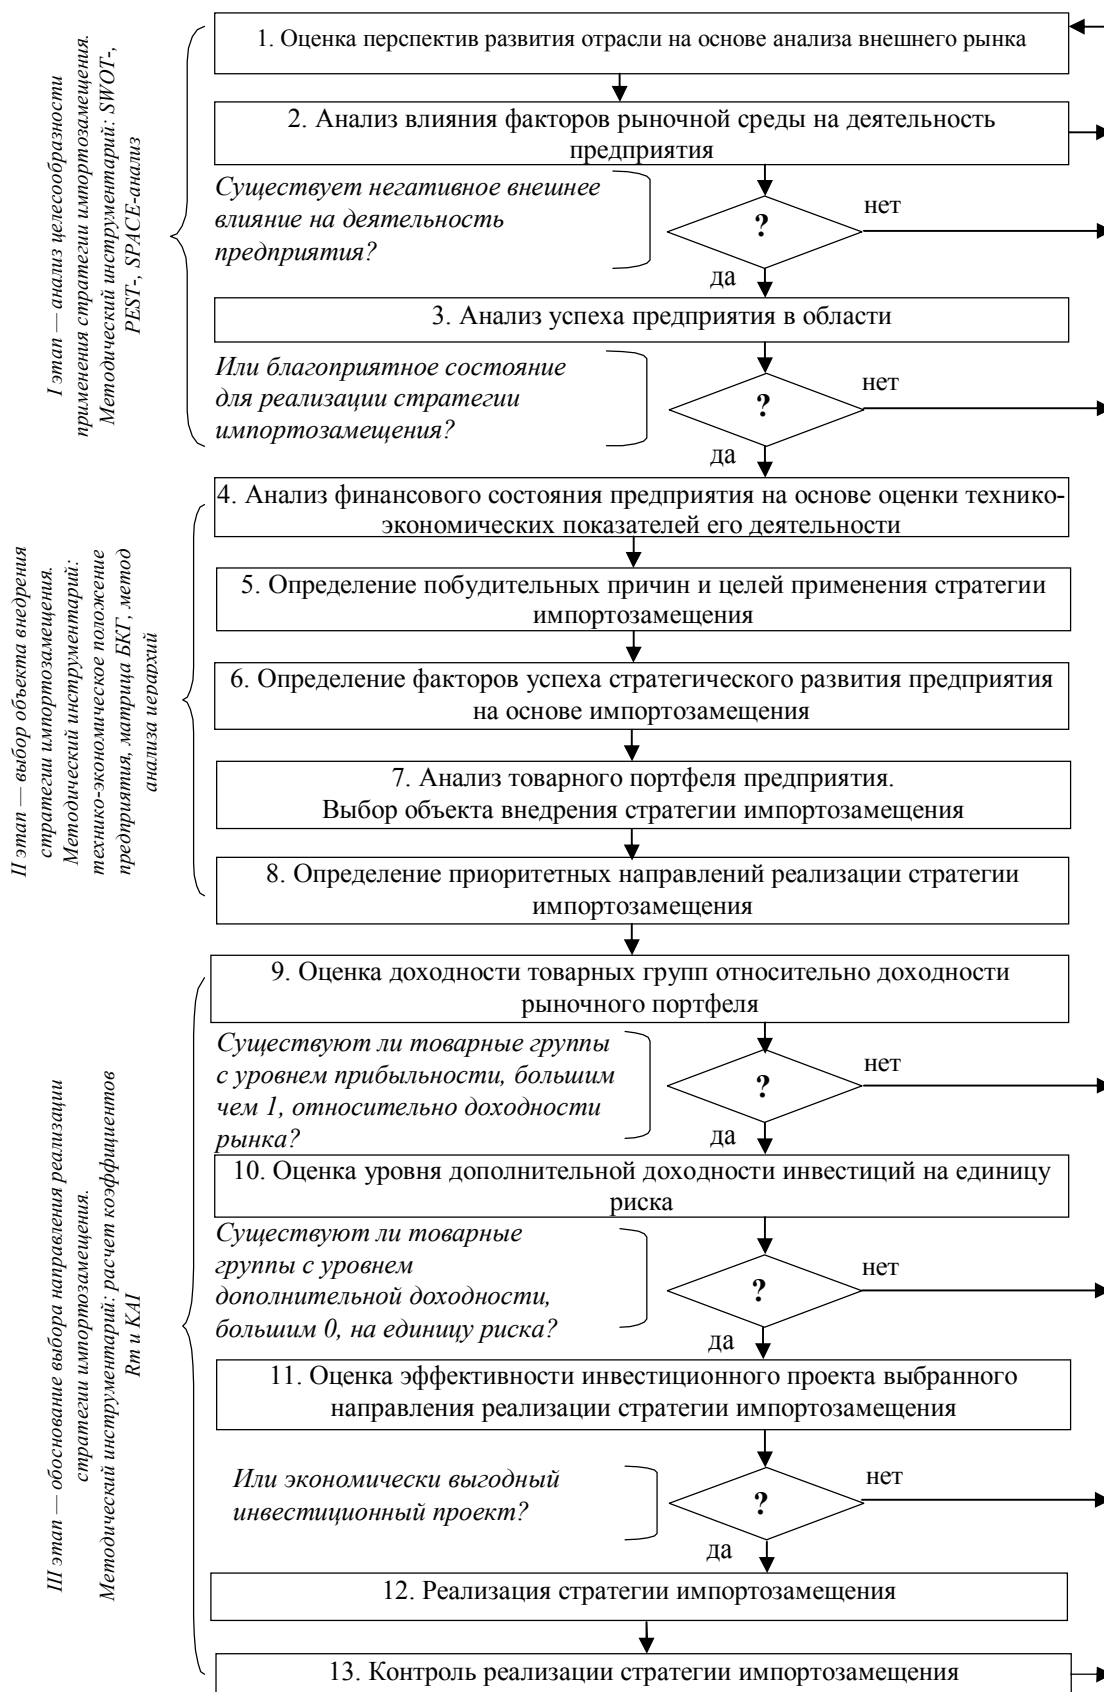 I этап — анализ целесообразности
применения стратегии импортозамещения.
Методический инструментарий: SWOT-,
PEST-, SPACE-анализ
1. Оценка перспектив развития отрасли на основе анализа внешнего рынка
2. Анализ влияния факторов рыночной среды на деятельность
предприятия
Существует негативное внешнее
влияние на деятельность
предприятия?
?
нет
да
3. Анализ успеха предприятия в области
Или благоприятное состояние
для реализации стратегии
импортозамещения?
?
нет
да
II этап — выбор объекта внедрения
стратегии импортозамещения.
Методический инструментарий:
технико-экономическое положение
предприятия, матрица БКГ, метод
анализа иерархий
4. Анализ финансового состояния предприятия на основе оценки технико-
экономических показателей его деятельности
5. Определение побудительных причин и целей применения стратегии
импортозамещения
6. Определение факторов успеха стратегического развития предприятия
на основе импортозамещения
7. Анализ товарного портфеля предприятия.
Выбор объекта внедрения стратегии импортозамещения
8. Определение приоритетных направлений реализации стратегии
импортозамещения
III этап — обоснование выбора направления реализации
стратегии импортозамещения.
Методический инструментарий: расчет коэффициентов
Rm и KAI
9. Оценка доходности товарных групп относительно доходности
рыночного портфеля
Существуют ли товарные группы
с уровнем прибыльности, большим
чем 1, относительно доходности
рынка?
?
нет
да
10. Оценка уровня дополнительной доходности инвестиций на единицу
риска
Существуют ли товарные
группы с уровнем
дополнительной доходности,
большим 0, на единицу риска?
?
нет
да
11. Оценка эффективности инвестиционного проекта выбранного
направления реализации стратегии импортозамещения
Или экономически выгодный
инвестиционный проект?
?
нет
да
12. Реализация стратегии импортозамещения
13. Контроль реализации стратегии импортозамещения